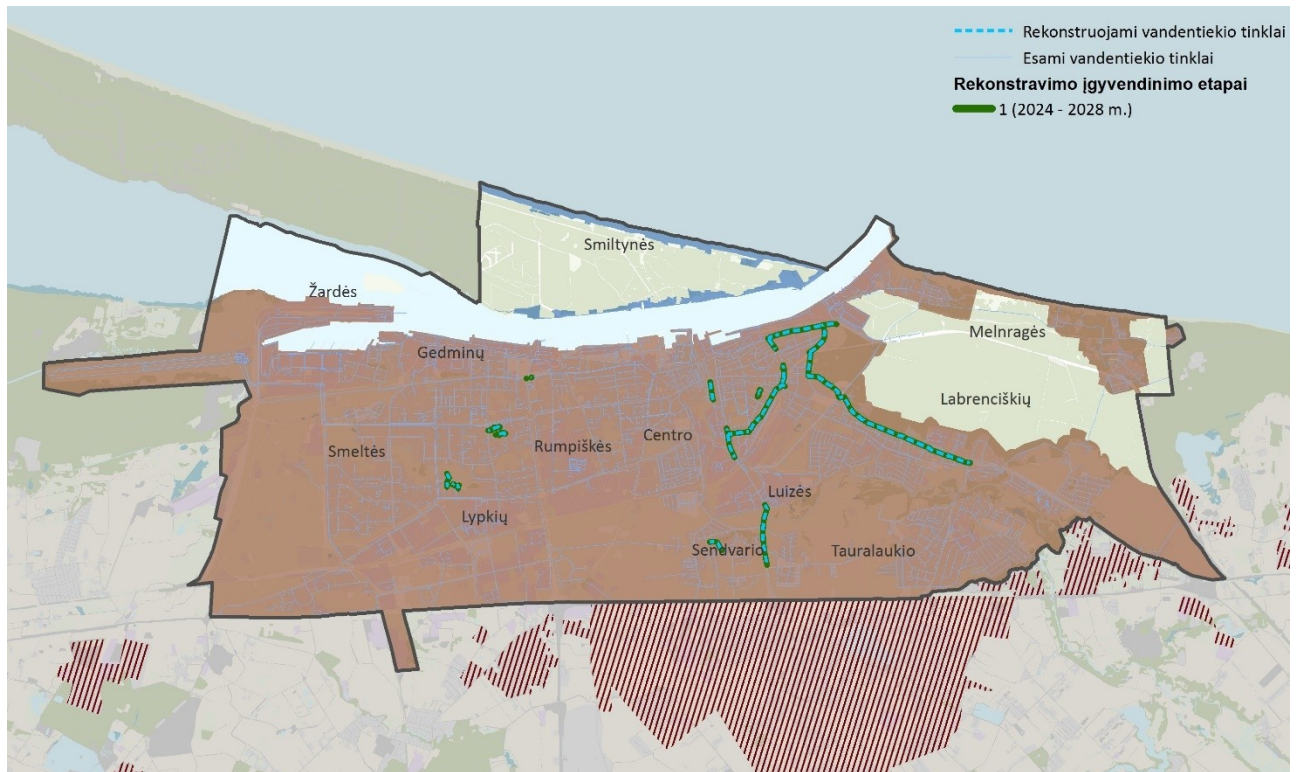 Rekonstruojami vandentiekio tinklai
Esami vandentiekio tinklai
Rekonstravimo įgyvendinimo etapai
1 (2024 - 2028 m.)
Smiltynės
Žardės
Melnragės
Gedminų
Labrenciškių
Centro
Rumpiškės
Smeltės
Luizės
Lypkių
Sendvario
Tauralaukio